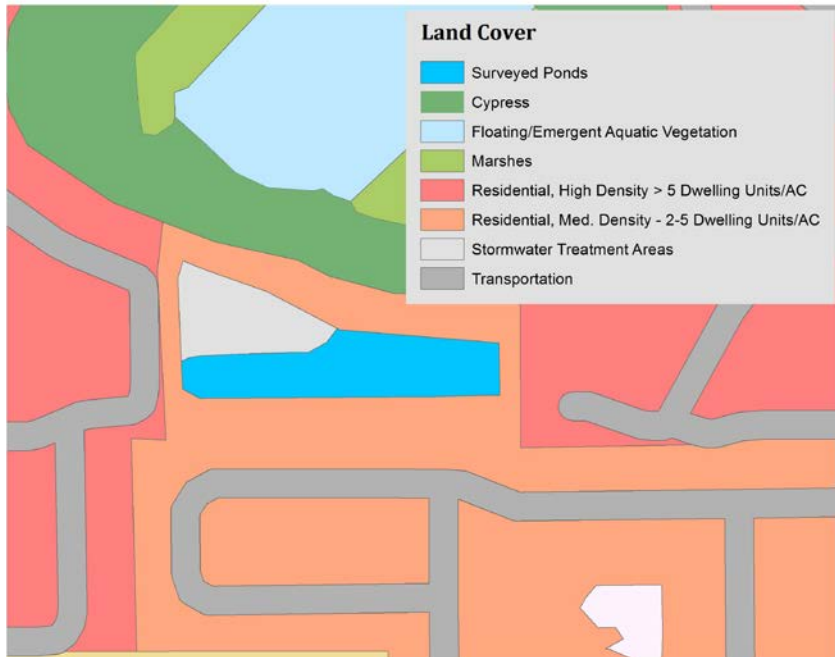 Land Cover
Surveyed Ponds
Cypress
Floating/Emergent Aquatic Vegetation
Marshes
Residential, High Density > 5 Dwelling Units/AC
Residential, Med. Density - 2-5 Dwelling Units/AC
Stormwater Treatment Areas
Transportation